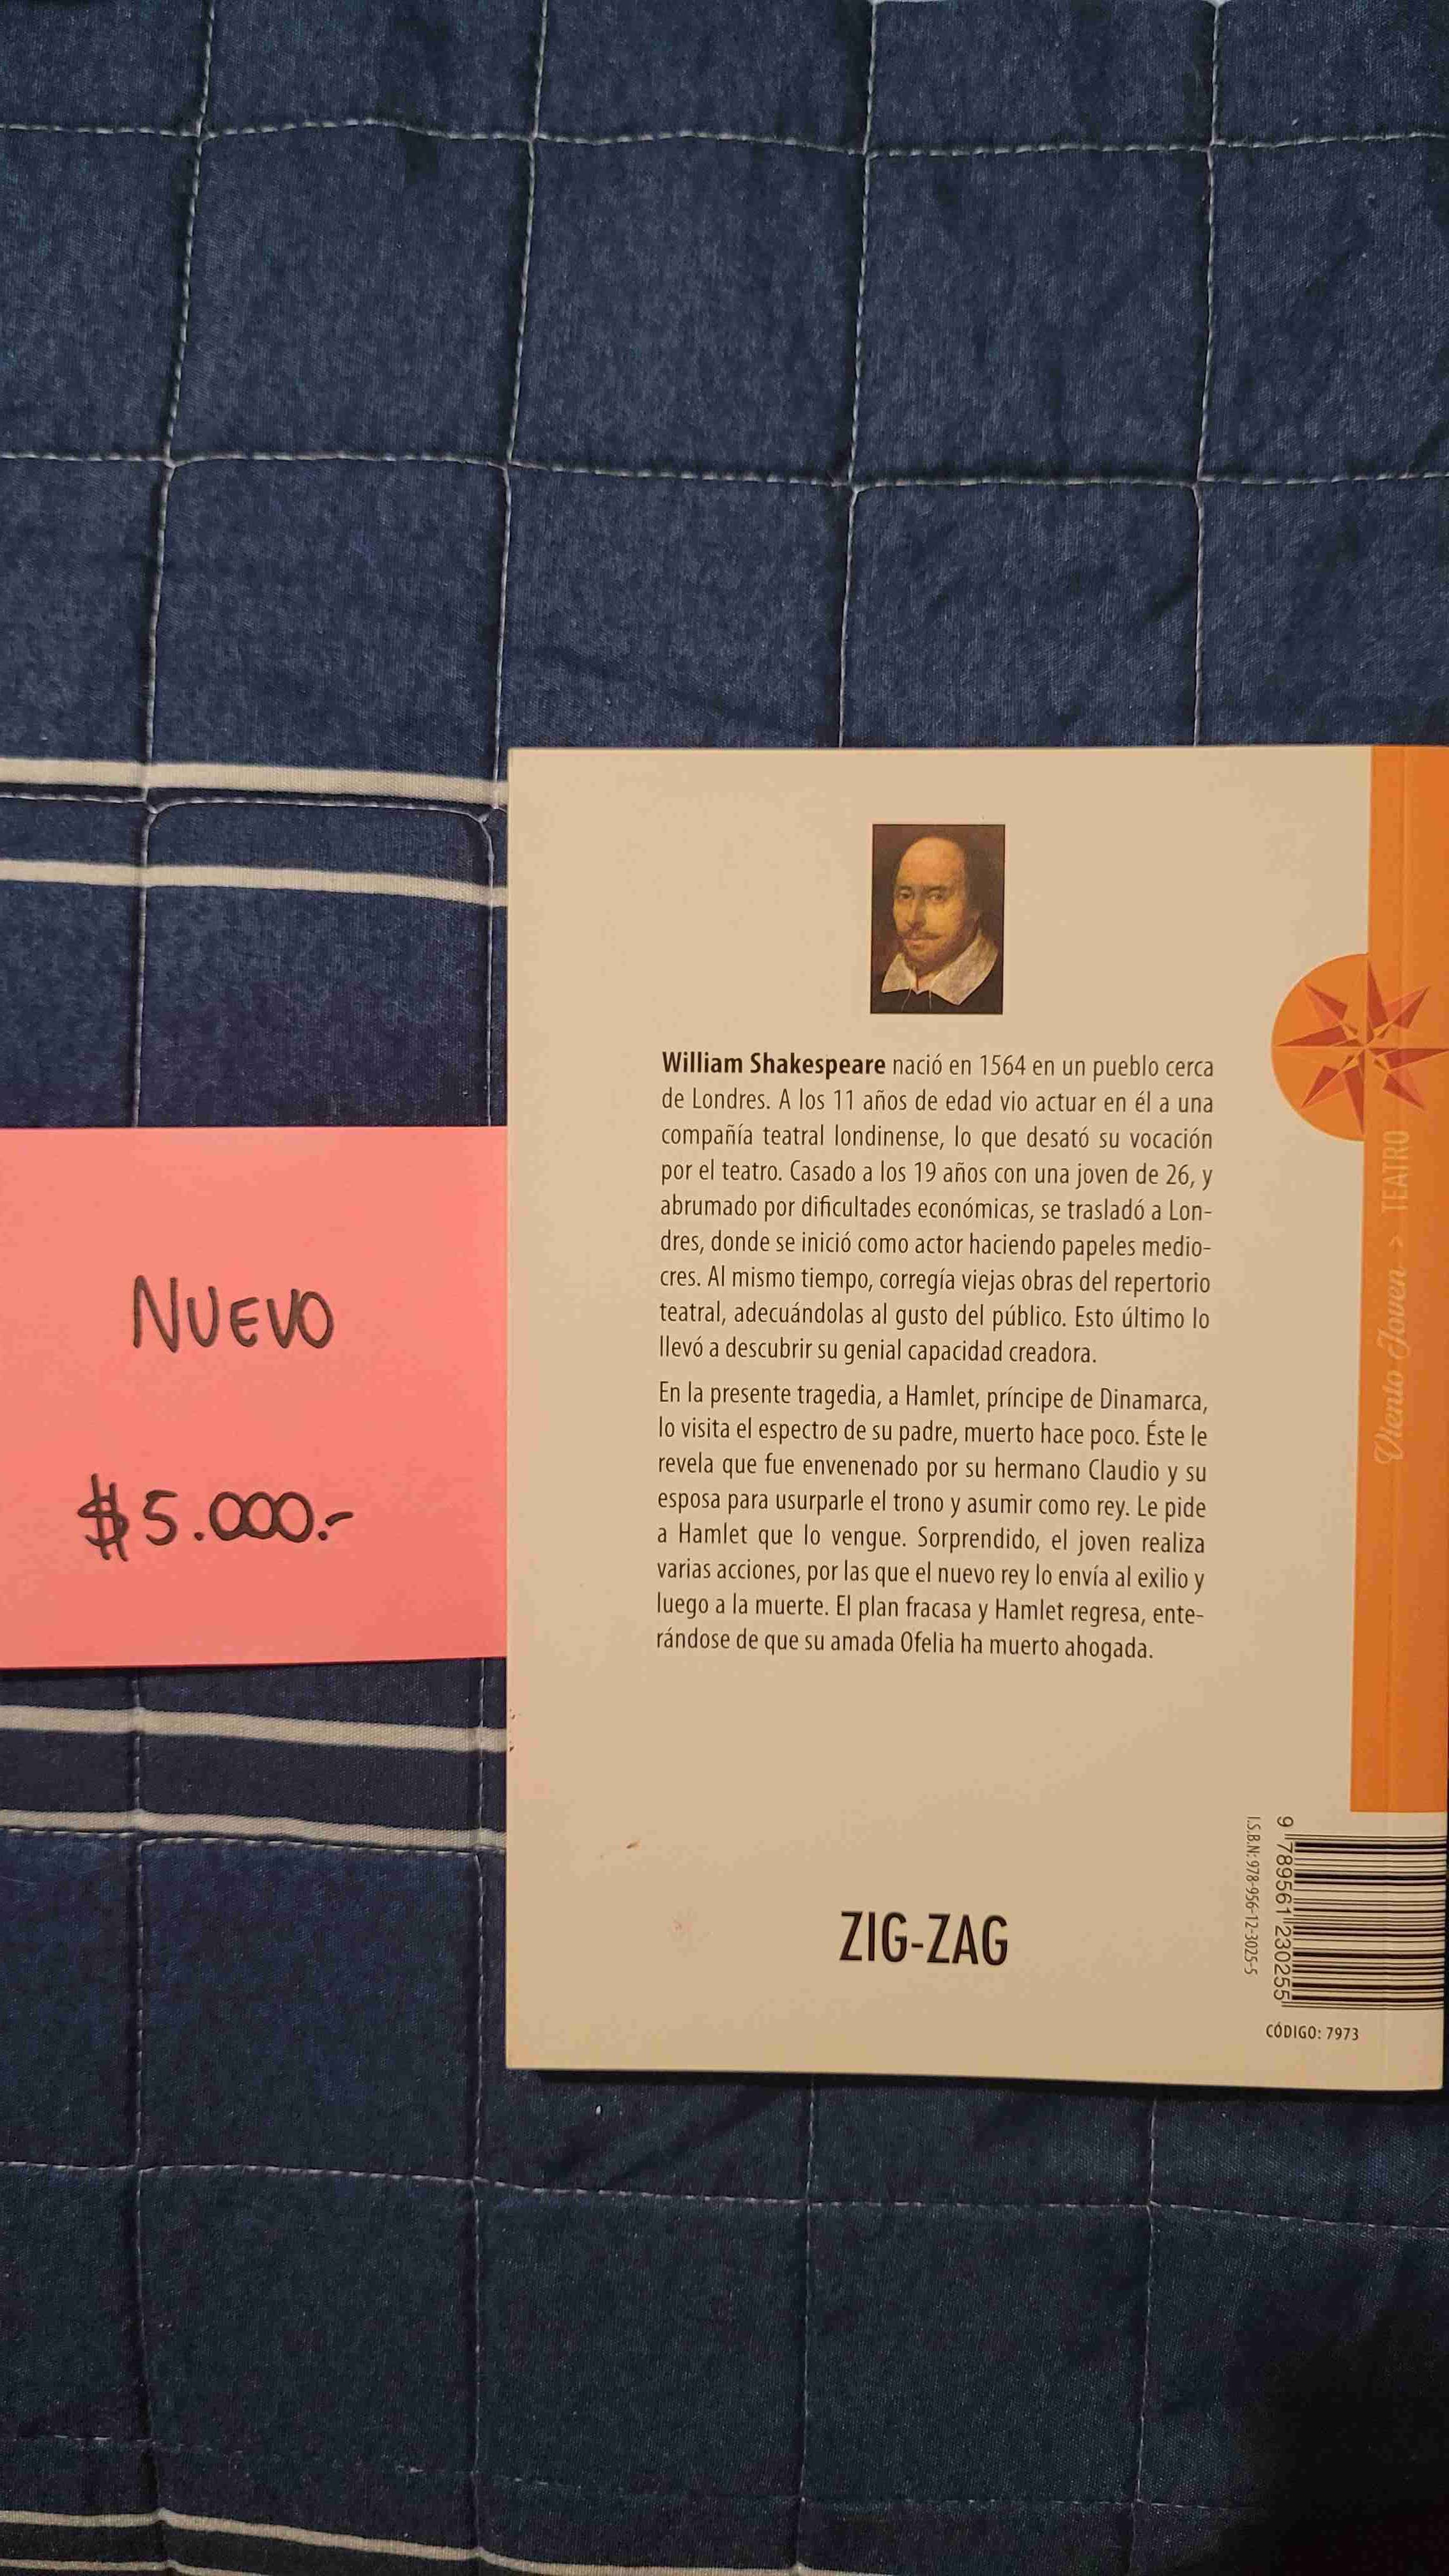 NUEVO
$5.000.-
William Shakespeare nació en 1564 en un pueblo cerca
de Londres. A los 11 años de edad vio actuar en él a una
compañía teatral londinense, lo que desató su vocación
por el teatro. Casado a los 19 años con una joven de 26, y
abrumado por dificultades económicas, se trasladó a Lon-
dres, donde se inició como actor haciendo papeles medio-
cres. Al mismo tiempo, corregía viejas obras del repertorio
teatral, adecuándolas al gusto del público. Esto último lo
llevó a descubrir su genial capacidad creadora.
En la presente tragedia, a Hamlet, príncipe de Dinamarca,
lo visita el espectro de su padre, muerto hace poco. Éste le
revela que fue envenenado por su hermano Claudio y su
esposa para usurparle el trono y asumir como rey. Le pide
a Hamlet que lo vengue. Sorprendido, el joven realiza
varias acciones, por las que el nuevo rey lo envía al exilio y
luego a la muerte. El plan fracasa y Hamlet regresa, ente-
rándose de que su amada Ofelia ha muerto ahogada.
ZIG-ZAG
Viento Joven > TEATRO
I.S.B.N: 978-956-12-3025-5
9 789561 230255
CÓDIGO: 7973